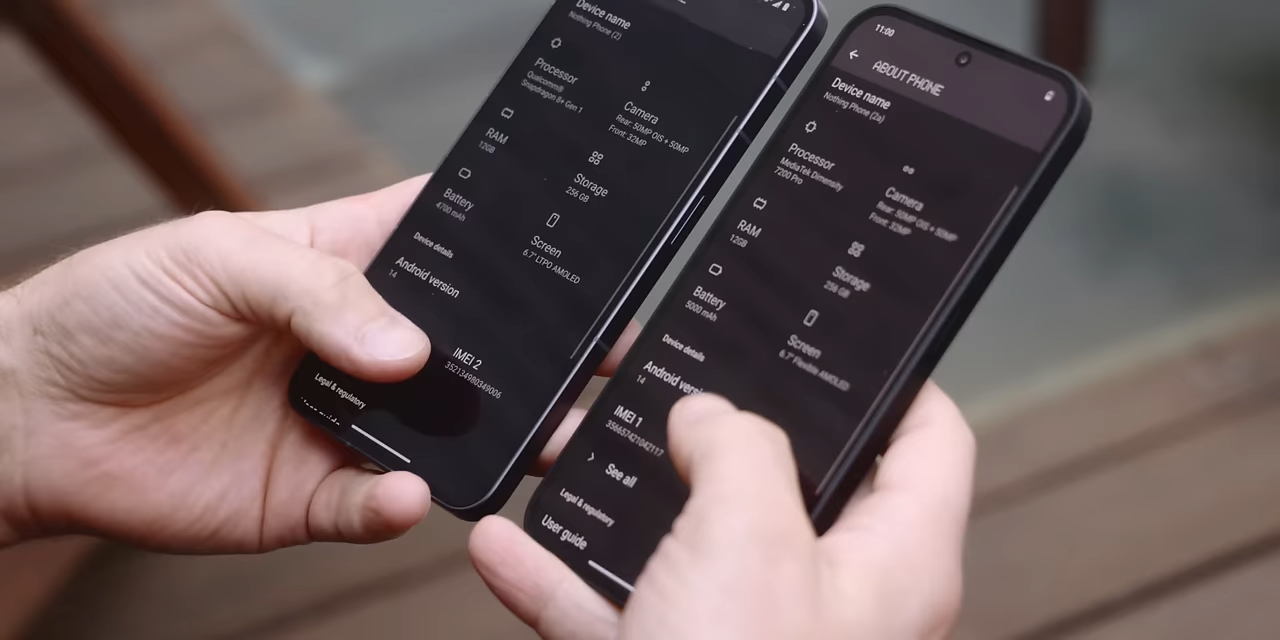 Device name
Nothing Phone (2)
Processor
Qualcomm®
Snapdragon 8+ Gen 1
Camera
Rear: 50MP OIS + 50MP
Front: 32MP
RAM
12GB
Storage
256 GB
Battery
4700 mAh
Screen
6.7" LTPO AMOLED
Device details
Android version
14
IMEI 2
352134980349006
Legal & regulatory
11:00
ABOUT PHONE
Device name
Nothing Phone (2a)
Processor
MediaTek Dimensity
7200 Pro
Camera
Rear: 50MP OIS + 50MP
Front: 32MP
RAM
12GB
Storage
256 GB
Battery
5000 mAh
Screen
6.7" Flexible AMOLED
Device details
Android
14
IMEI 1
356657421042117
See all
Legal & regulatory
User guide